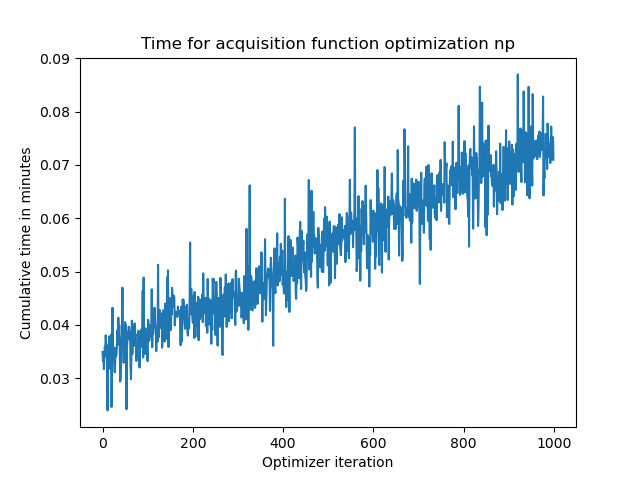 Time for acquisition function optimization np
0.09
0.08
0.07
0.06
0.05
0.04
0.03
Cumulative time in minutes
0 200 400 600 800 1000
Optimizer iteration